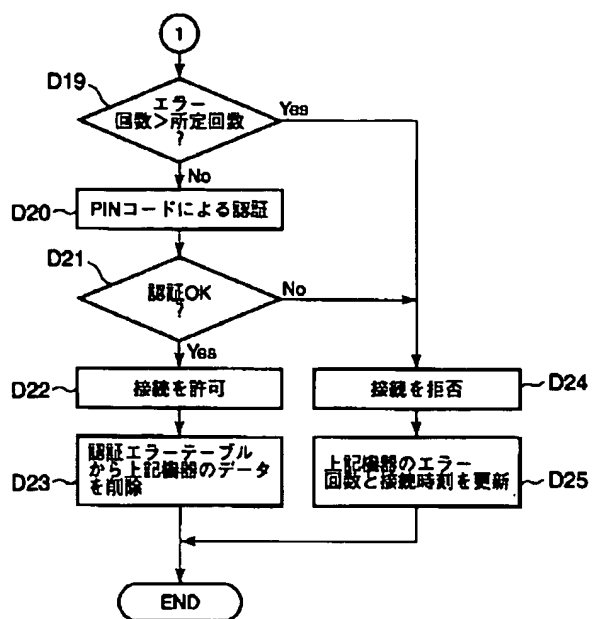 1
D19
エラー
回数>所定回数
?
Yes
No
D20
PINコードによる認証
D21
認証OK
?
No
Yes
D22
接続を許可
接続を拒否
D24
D23
認証エラーテーブル
から上記機器のデータ
を削除
上記機器のエラー
回数と接続時刻を更新
D25
END